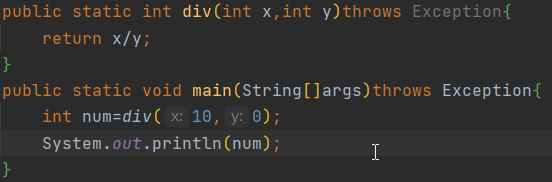 public static int div(int x,int y)throws Exception{
    return x/y;
}
public static void main(String[]args)throws Exception{
    int num=div( x: 10, y: 0);
    System.out.println(num);
}